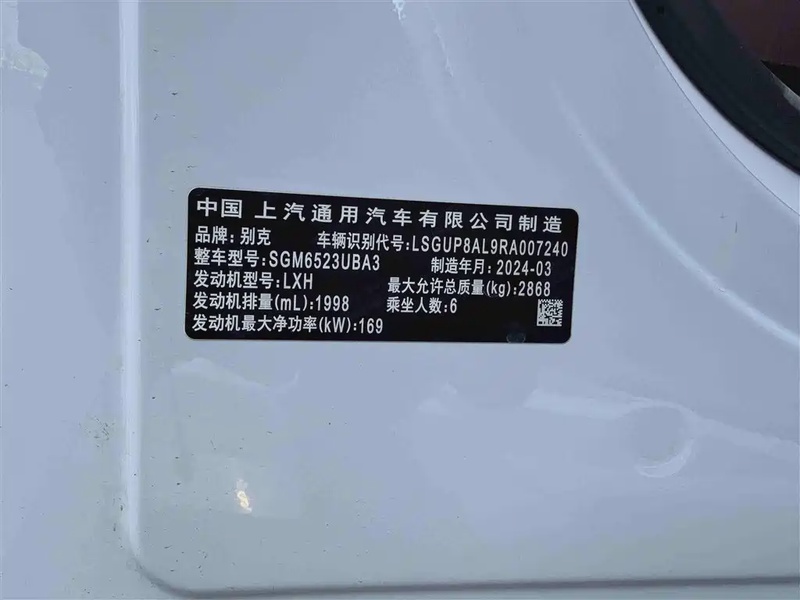 中国 上汽通用汽车有限公司制造
品牌: 别克 车辆识别代号: LSGUP8AL9RA007240
整车型号: SGM6523UBA3 制造年月: 2024-03
发动机型号: LXH 最大允许总质量(kg): 2868
发动机排量(mL): 1998 乘坐人数: 6
发动机最大净功率(kW): 169